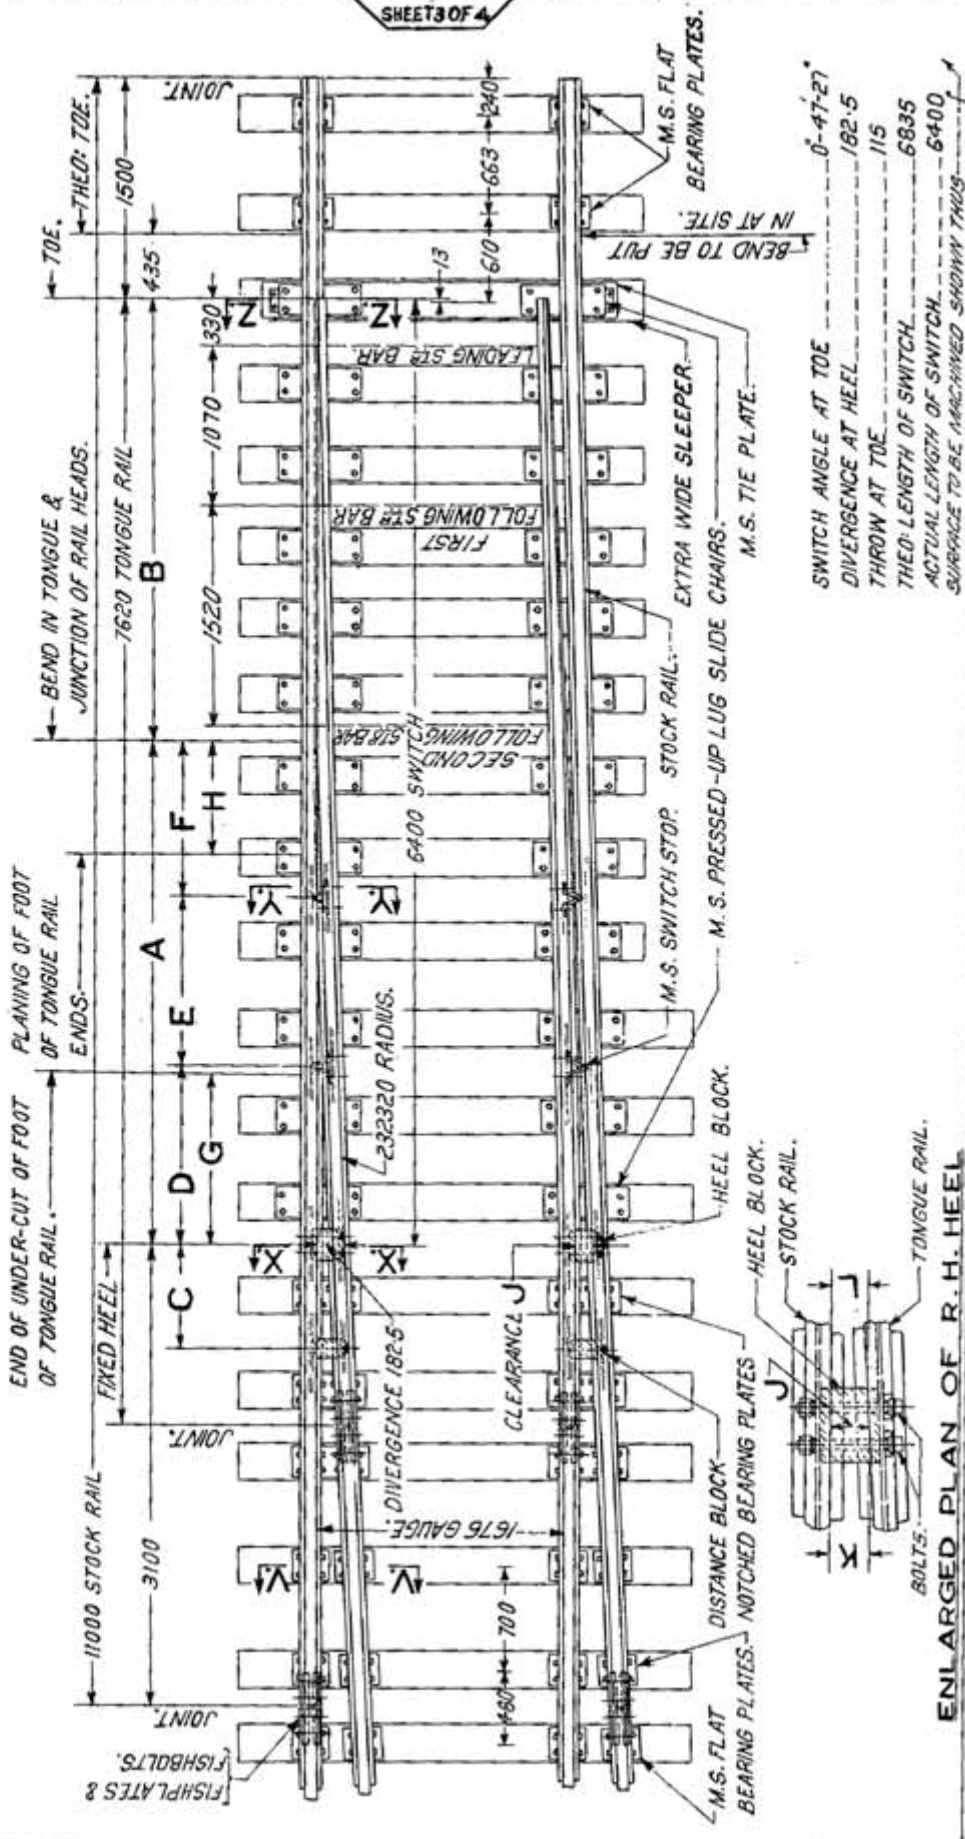 SHEET 3 OF 4
END OF UNDER-CUT OF FOOT
OF TONGUE RAIL.
PLANING OF FOOT
OF TONGUE RAIL
ENDS.
BEND IN TONGUE &
JUNCTION OF RAIL HEADS.
TOE.
THEO: TOE.
11000 STOCK RAIL
FIXED HEEL
7620 TONGUE RAIL
1500
435
3100
A
B
C
D
E
F
G
H
JOINT.
JOINT.
JOINT.
FISHPLATES &
FISHBOLTS.
1520
1070
330
X
X
Y
Y
Z
Z
V
V
SECOND
FOLLOWING STR BAR
FIRST
FOLLOWING STR BAR
LEADING STR BAR.
6400 SWITCH
13
610
663
240
232320 RADIUS.
DIVERGENCE 182·5
1676 GAUGE.
460
700
CLEARANCE J
M.S. FLAT
BEARING PLATES.
BEND TO BE PUT
IN AT SITE.
M.S. FLAT
BEARING PLATES.
NOTCHED BEARING PLATES
DISTANCE BLOCK
HEEL BLOCK.
M.S. SWITCH STOP.
STOCK RAIL.
M.S. PRESSED-UP LUG SLIDE CHAIRS.
EXTRA WIDE SLEEPER.
M.S. TIE PLATE.
SWITCH ANGLE AT TOE 0°-47'-27"
DIVERGENCE AT HEEL 182·5
THROW AT TOE 115
THEO: LENGTH OF SWITCH 6835
ACTUAL LENGTH OF SWITCH 6400
SURFACE TO BE MACHINED SHOWN THUS
HEEL BLOCK.
STOCK RAIL.
J
K
L
BOLTS.
TONGUE RAIL.
ENLARGED PLAN OF R.H. HEEL